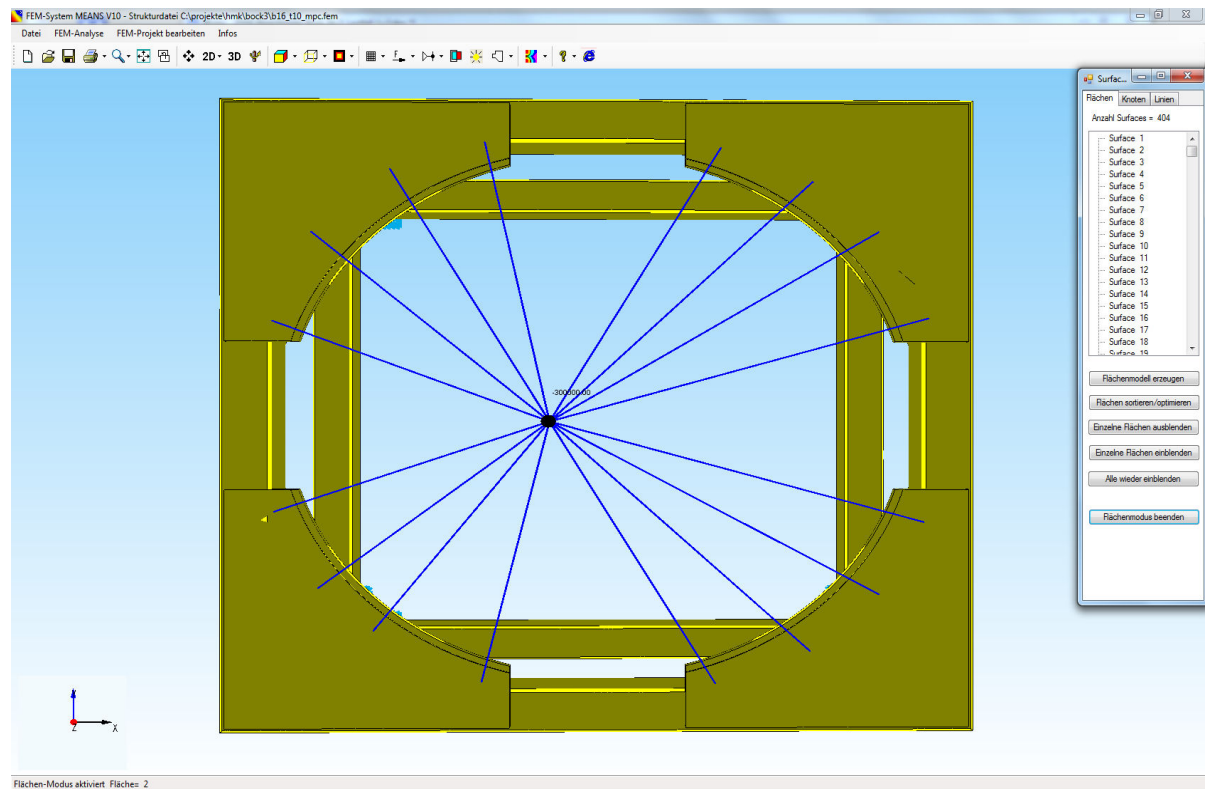 FEM-System MEANS V10 - Strukturdatei C:\projekte\hmk\bock3\b16_t10_mpc.fem
Datei FEM-Analyse FEM-Projekt bearbeiten Infos
2D 3D
Surfac...
Flächen Knoten Linien
Anzahl Surfaces = 404
Surface 1
Surface 2
Surface 3
Surface 4
Surface 5
Surface 6
Surface 7
Surface 8
Surface 9
Surface 10
Surface 11
Surface 12
Surface 13
Surface 14
Surface 15
Surface 16
Surface 17
Surface 18
Surface 19
Flächenmodell erzeugen
Flächen sortieren/optimieren
Einzelne Flächen ausblenden
Einzelne Flächen einblenden
Alle wieder einblenden
Flächenmodus beenden
-300000.00
Y
Z X
Flächen-Modus aktiviert Fläche= 2